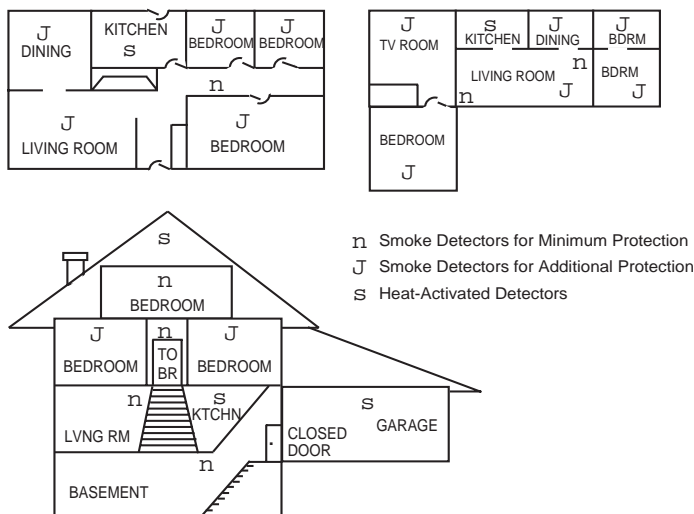 J
DINING
KITCHEN
s
J
BEDROOM
J
BEDROOM
n
J
LIVING ROOM
J
BEDROOM
J
TV ROOM
s
KITCHEN
J
DINING
J
BDRM
LIVING ROOM
n
BDRM
n
J
J
BEDROOM
J
n Smoke Detectors for Minimum Protection
J Smoke Detectors for Additional Protection
s Heat-Activated Detectors
s
n
BEDROOM
J
BEDROOM
n
TO
BR
J
BEDROOM
n
s
KTCHN
LVNG RM
n
s
GARAGE
CLOSED
DOOR
BASEMENT